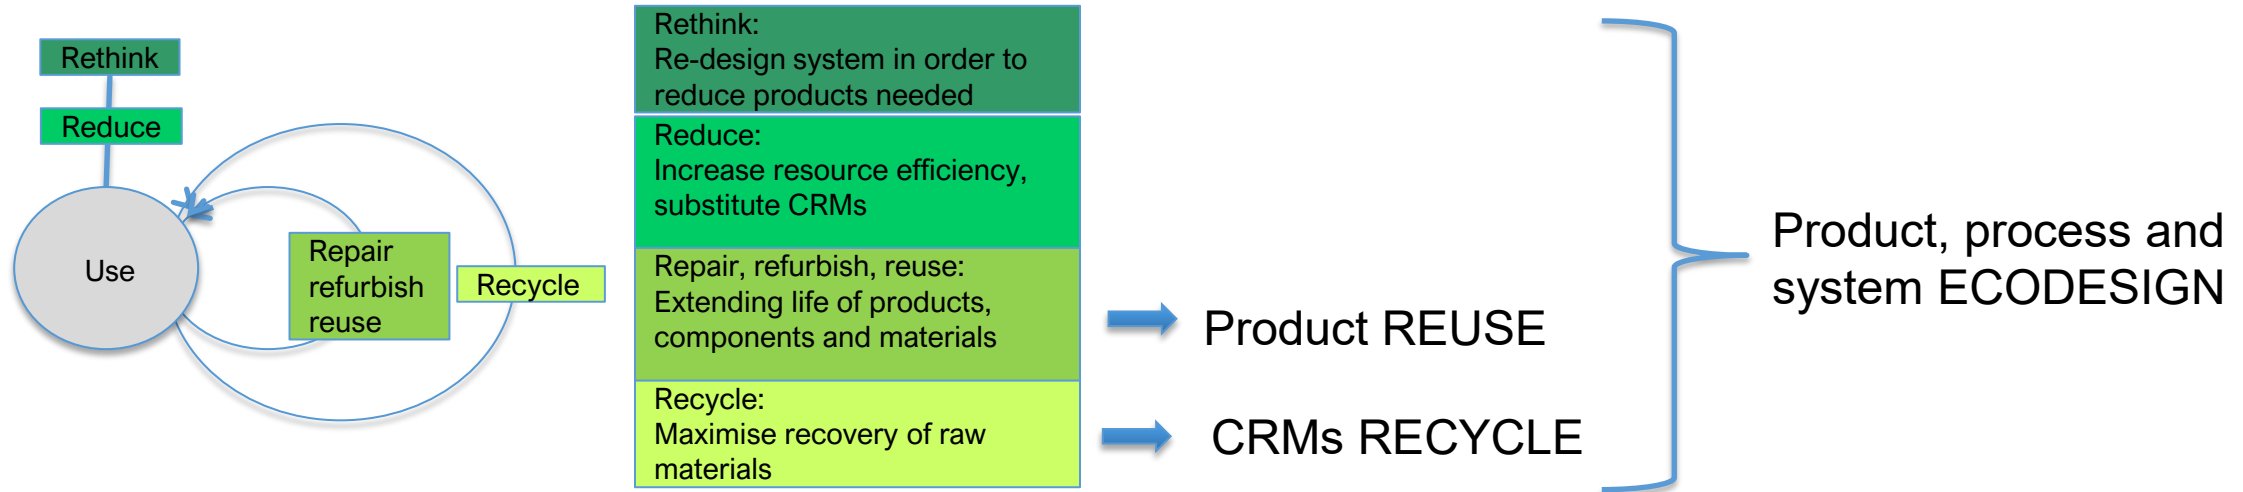 Rethink
Reduce
Use
Repair
refurbish
reuse
Recycle
Rethink:
Re-design system in order to
reduce products needed
Reduce:
Increase resource efficiency,
substitute CRMs
Repair, refurbish, reuse:
Extending life of products,
components and materials
Recycle:
Maximise recovery of raw
materials
Product REUSE
CRMs RECYCLE
Product, process and
system ECODESIGN